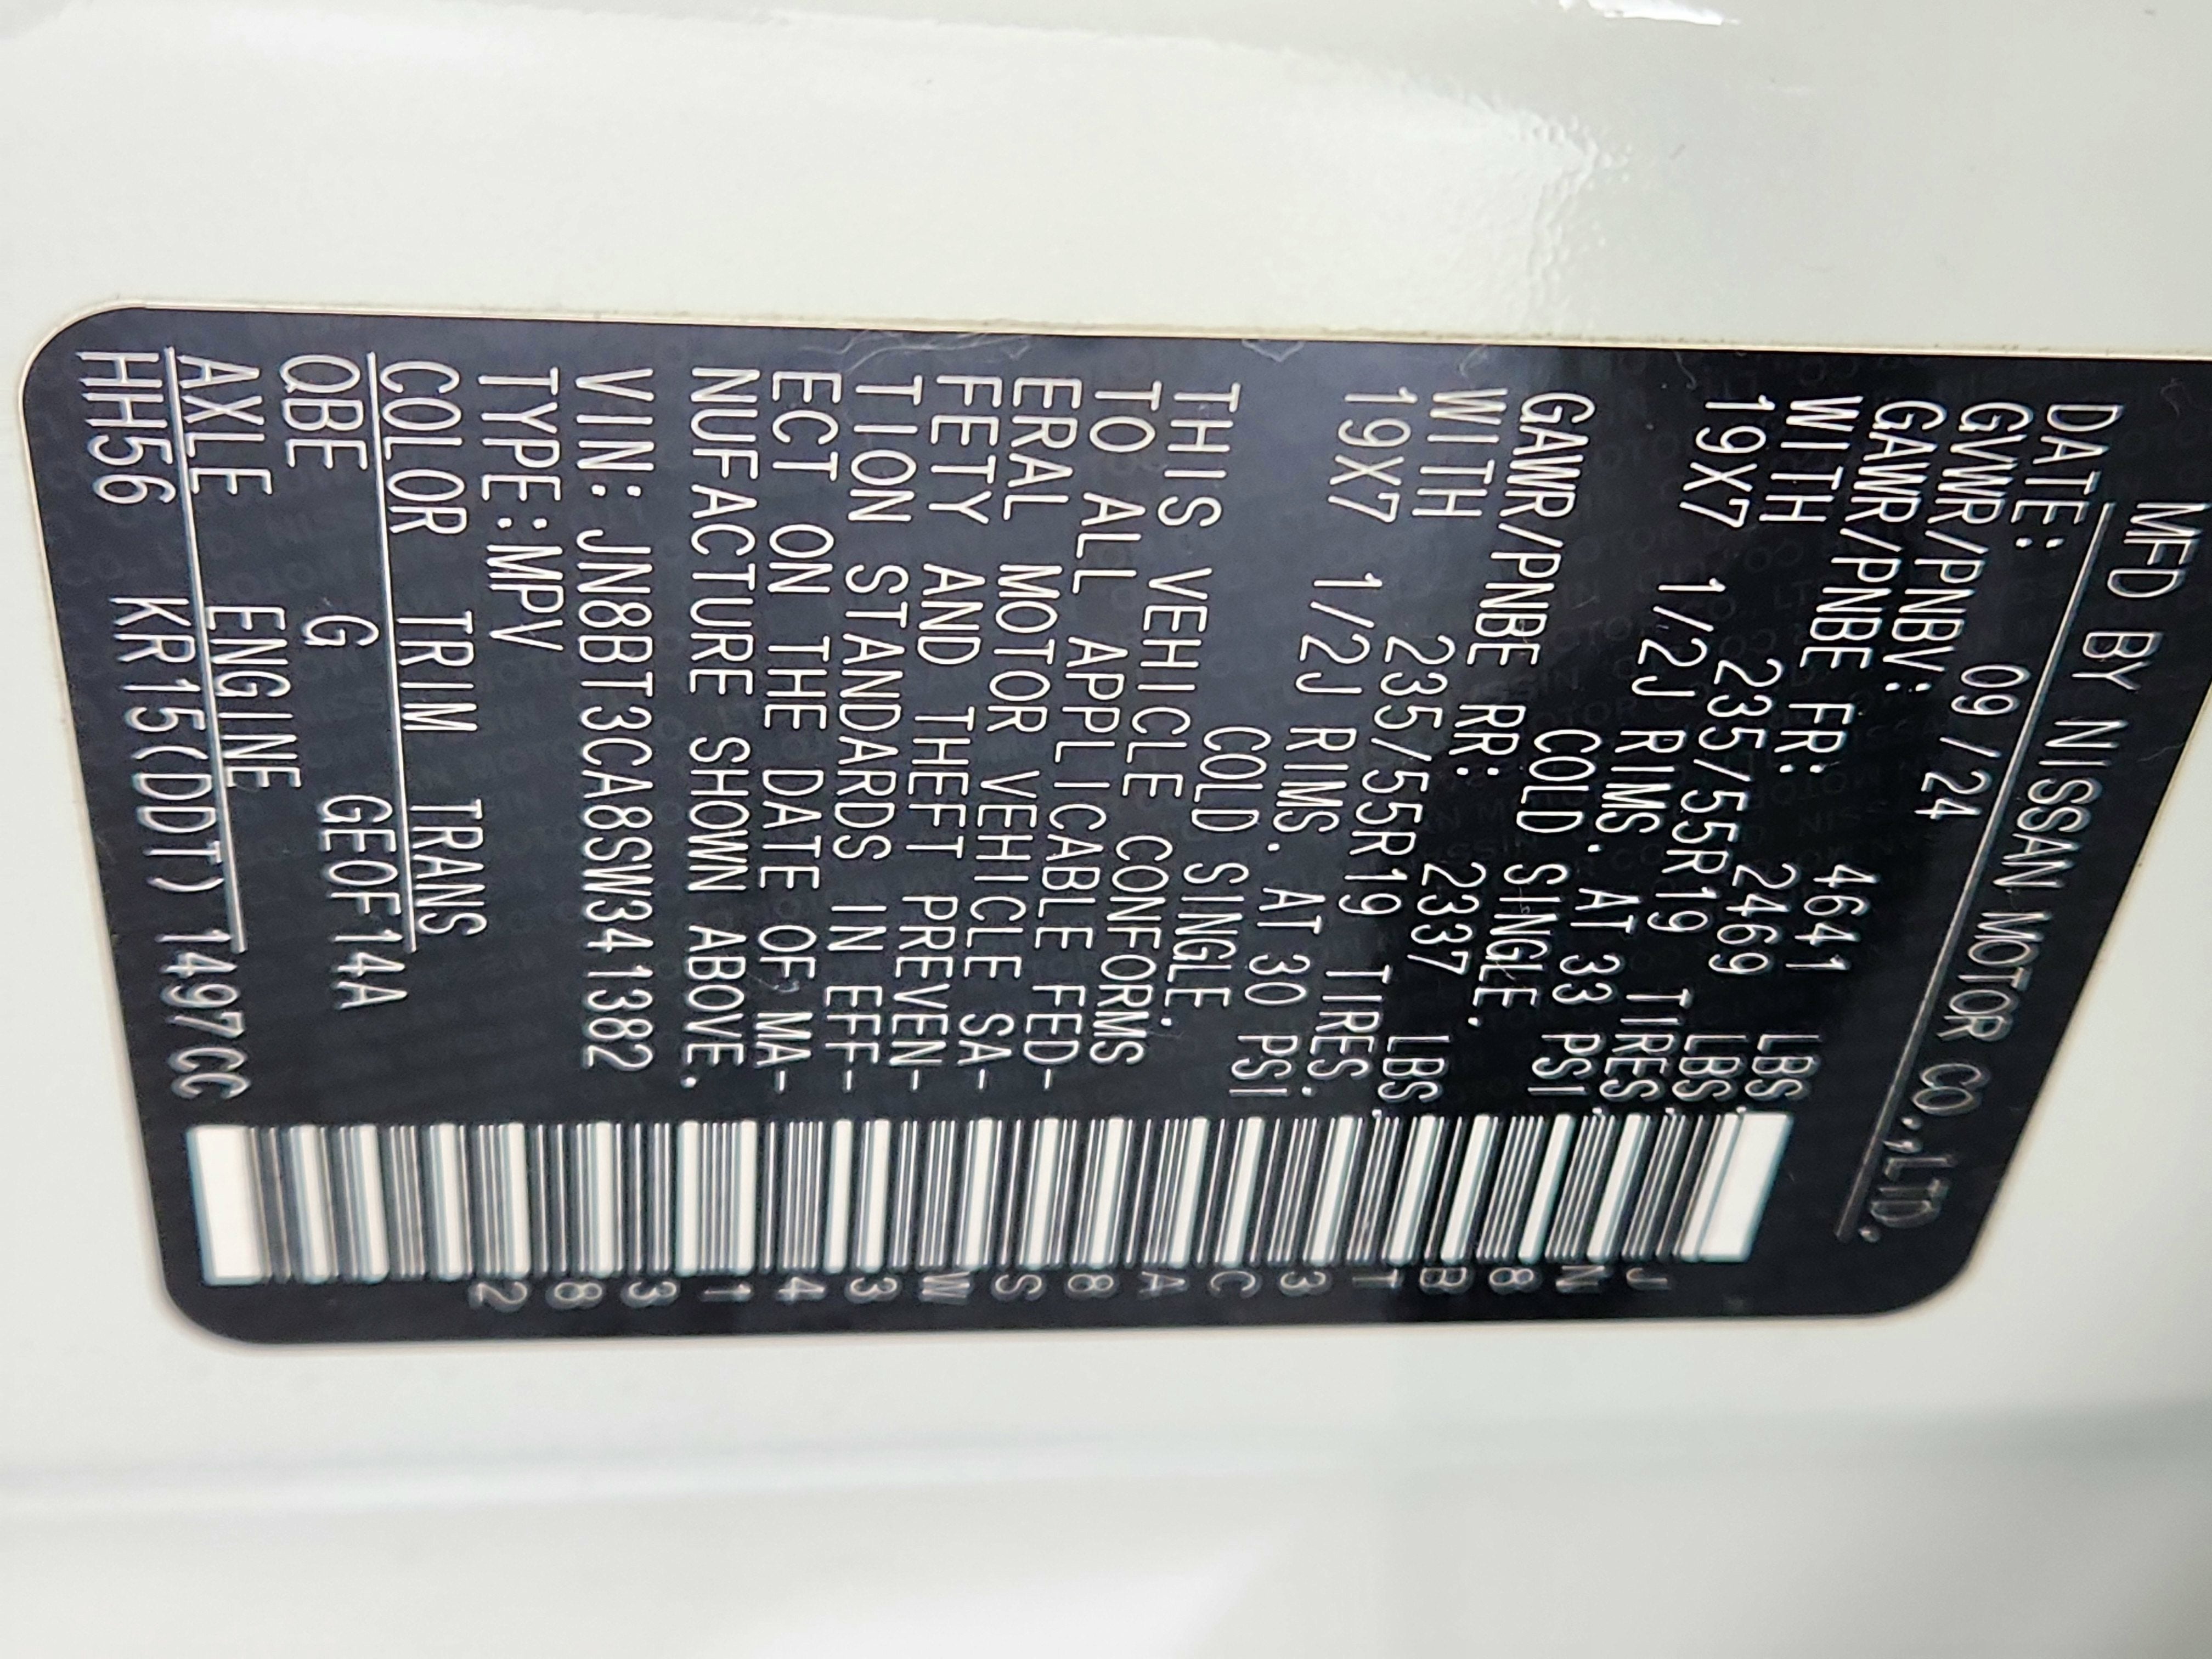 MFD BY NISSAN MOTOR CO.,LTD.
DATE: 09 /24
GVWR/PNBV: 4641 LBS.
GAWR/PNBE FR: 2469 LBS.
WITH 235/55R19 TIRES,
19X7 1/2J RIMS. AT 33 PSI
COLD SINGLE.
GAWR/PNBE RR: 2337 LBS.
WITH 235/55R19 TIRES,
19X7 1/2J RIMS. AT 30 PSI
COLD SINGLE.
THIS VEHICLE CONFORMS
TO ALL APPLICABLE FED-
ERAL MOTOR VEHICLE SA-
FETY AND THEFT PREVEN-
TION STANDARDS IN EFF-
ECT ON THE DATE OF MA-
NUFACTURE SHOWN ABOVE.
VIN: JN8BT3CA8SW341382
TYPE:MPV
COLOR TRIM TRANS
QBE G GE0F14A
AXLE ENGINE
HH56 KR15(DDT) 1497CC
JN8BT3CA8SW341382